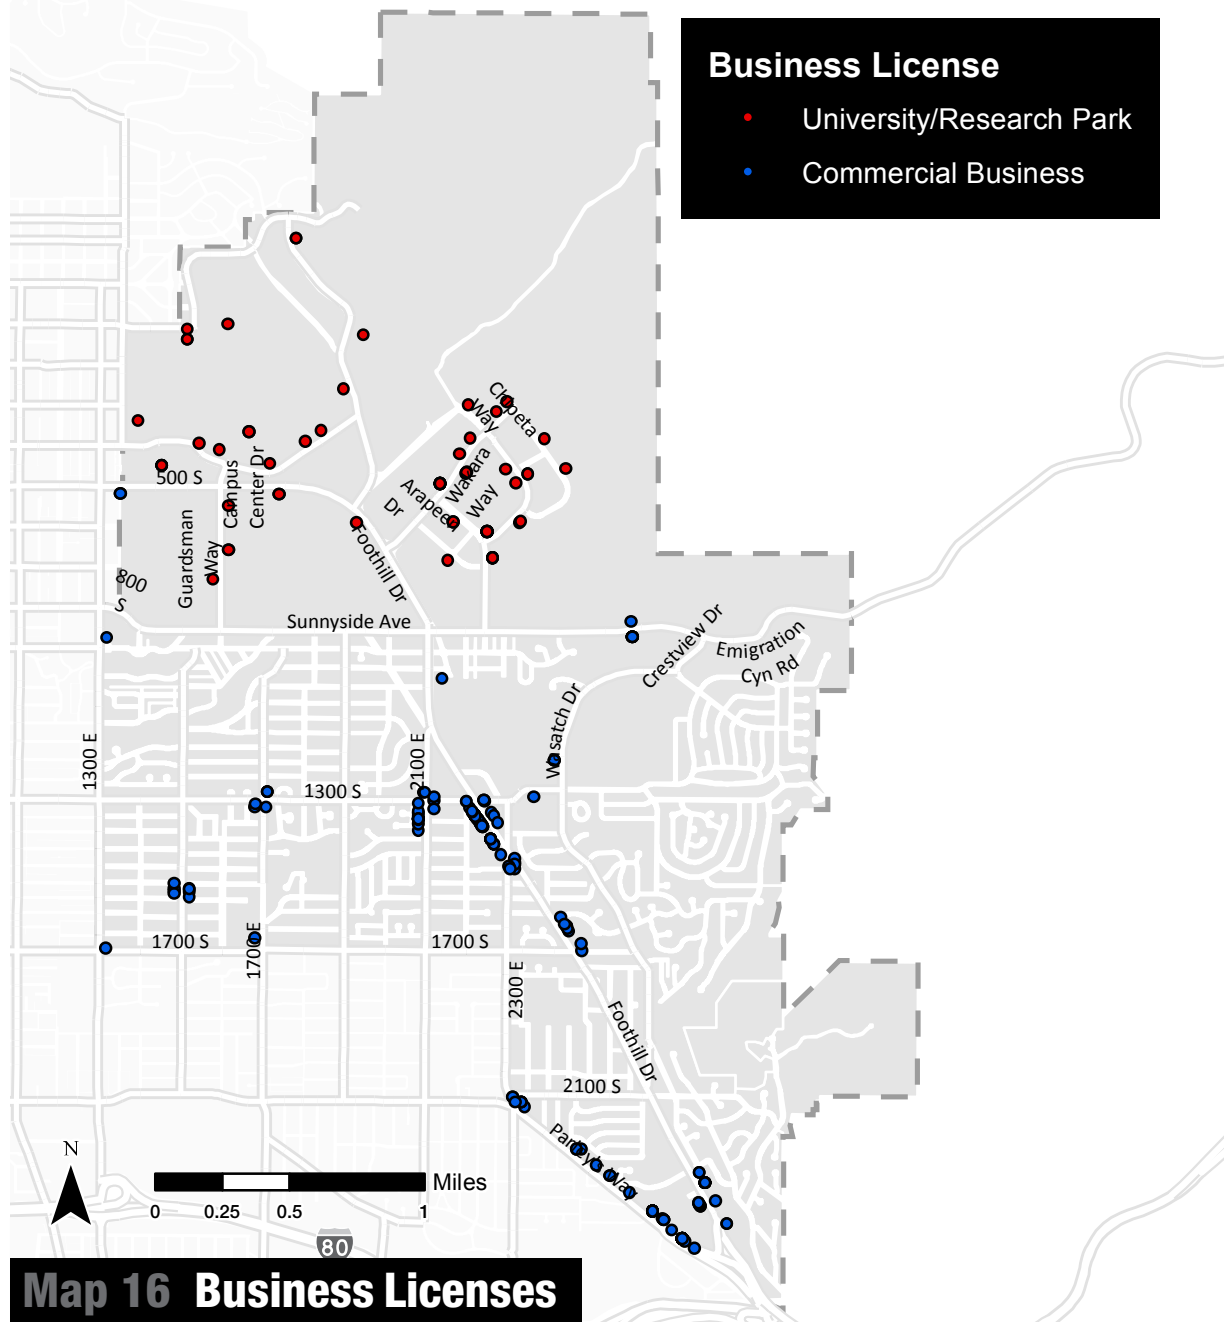 Business License
University/Research Park
Commercial Business
Chipeta
Way
Wakara
Way
Arapeen
Dr
500 S
Campus
Center Dr
Guardsman
Way
Foothill Dr
800
S
Sunnyside Ave
Crestview Dr
Emigration
Cyn Rd
Wasatch Dr
1300 E
2100 E
1300 S
1700 S
1700 E
1700 S
2300 E
Foothill Dr
2100 S
Parley's Way
N
Miles
0 0.25 0.5 1
80
Map 16 Business Licenses